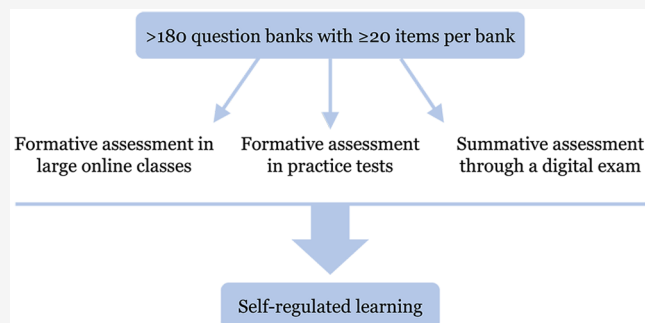 >180 question banks with ≥20 items per bank
Formative assessment in
large online classes
Formative assessment
in practice tests
Summative assessment
through a digital exam
Self-regulated learning